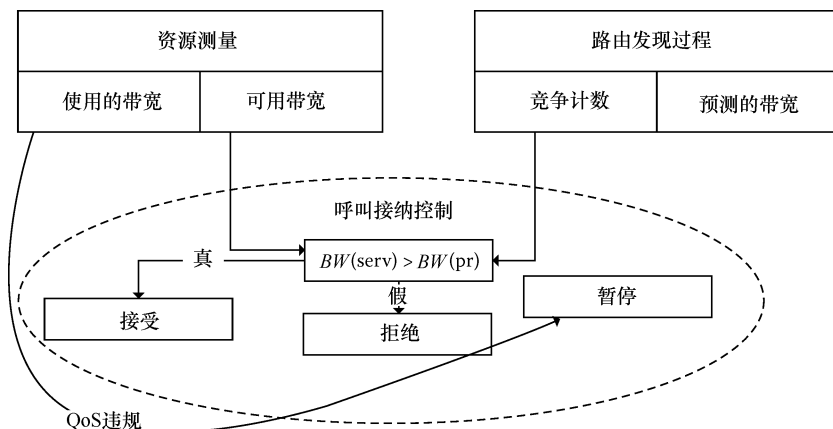 资源测量
路由发现过程
使用的带宽
可用带宽
竞争计数
预测的带宽
呼叫接纳控制
真
BW(serv) > BW(pr)
假
暂停
接受
拒绝
QoS违规